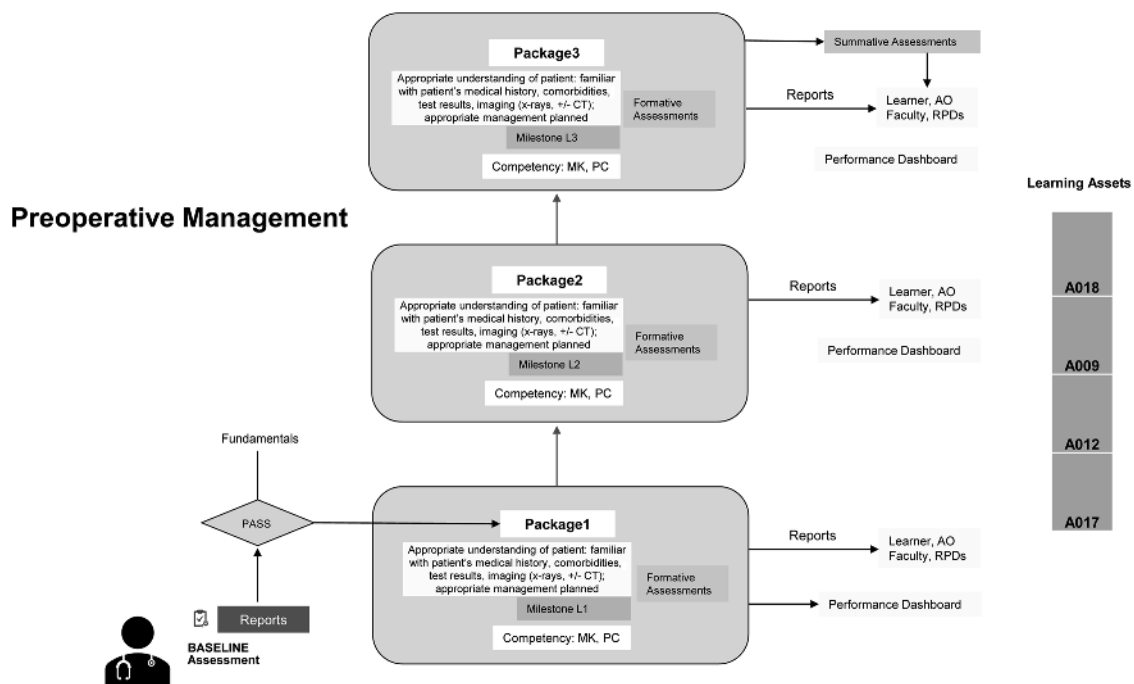 Preoperative Management
Package3
Appropriate understanding of patient: familiar
with patient's medical history, comorbidities,
test results, imaging (x-rays, +/- CT);
appropriate management planned
Milestone L3
Formative
Assessments
Competency: MK, PC
Summative Assessments
Reports
Learner, AO
Faculty, RPDs
Performance Dashboard
Package2
Appropriate understanding of patient: familiar
with patient's medical history, comorbidities,
test results, imaging (x-rays, +/- CT);
appropriate management planned
Milestone L2
Formative
Assessments
Competency: MK, PC
Reports
Learner, AO
Faculty, RPDs
Performance Dashboard
Fundamentals
PASS
Reports
BASELINE
Assessment
Package1
Appropriate understanding of patient: familiar
with patient's medical history, comorbidities,
test results, imaging (x-rays, +/- CT);
appropriate management planned
Milestone L1
Formative
Assessments
Competency: MK, PC
Reports
Learner, AO
Faculty, RPDs
Performance Dashboard
Learning Assets
A018
A009
A012
A017